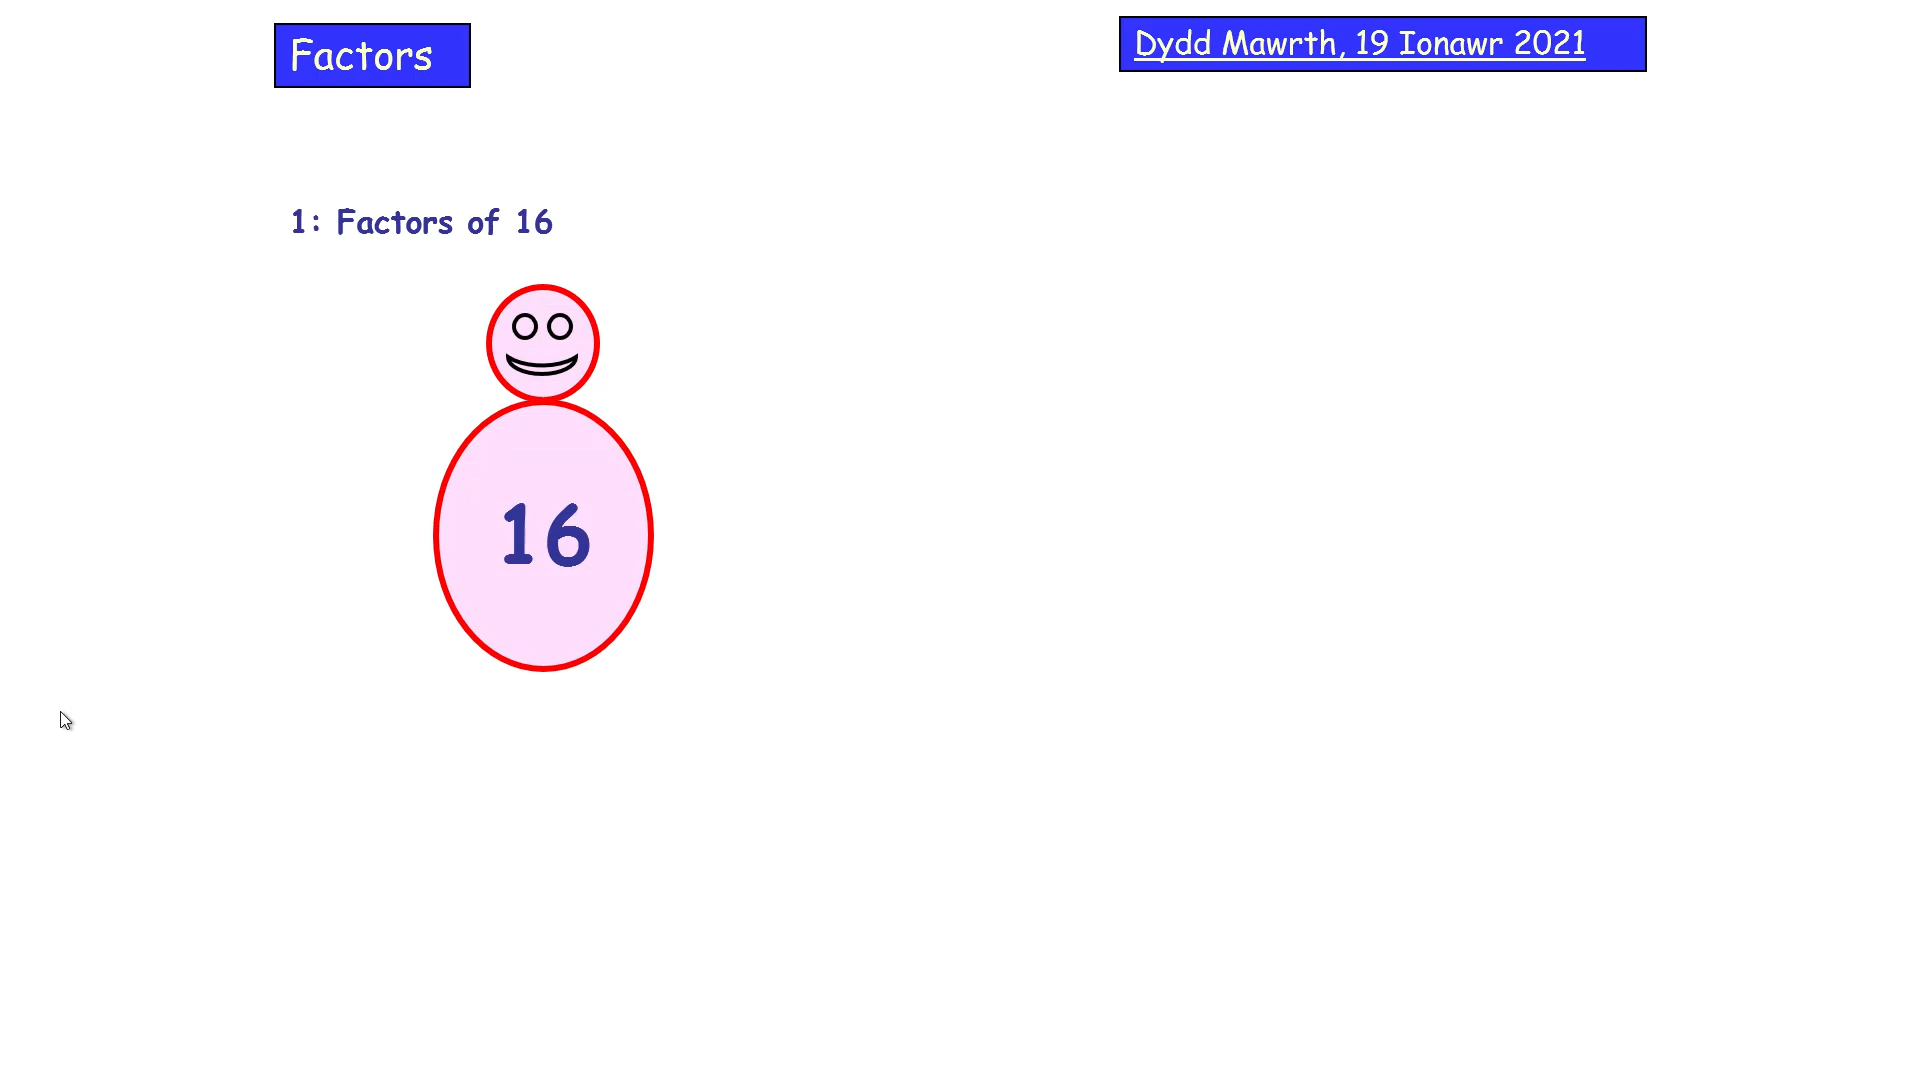 Factors
Dydd Mawrth, 19 Ionawr 2021
1: Factors of 16
16